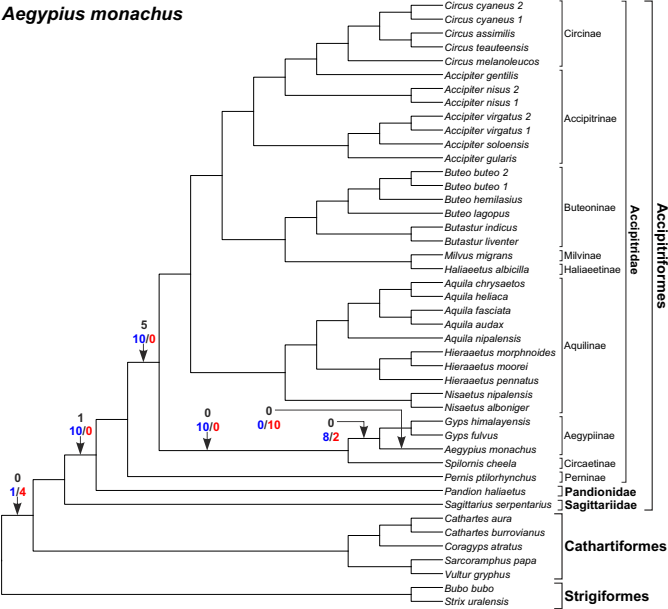 Aegypius monachus
Circus cyaneus 2
Circus cyaneus 1
Circus assimilis
Circus teauteensis
Circus melanoleucos
Circinae
Accipiter gentilis
Accipiter nisus 2
Accipiter nisus 1
Accipiter virgatus 2
Accipiter virgatus 1
Accipiter soloensis
Accipiter gularis
Accipitrinae
Buteo buteo 2
Buteo buteo 1
Buteo hemilasius
Buteo lagopus
Butastur indicus
Butastur liventer
Buteoninae
Milvus migrans
Milvinae
Haliaeetus albicilla
Haliaeetinae
Aquila chrysaetos
Aquila heliaca
Aquila fasciata
Aquila audax
Aquila nipalensis
Hieraaetus morphnoides
Hieraaetus moorei
Hieraaetus pennatus
Nisaetus nipalensis
Nisaetus alboniger
Aquilinae
Gyps himalayensis
Gyps fulvus
Aegypius monachus
Aegypiinae
Spilornis cheela
Circaetinae
Pernis ptilorhynchus
Perninae
Pandion haliaetus
Pandionidae
Sagittarius serpentarius
Sagittariidae
Accipitridae
Accipitriformes
Cathartes aura
Cathartes burrovianus
Coragyps atratus
Sarcoramphus papa
Vultur gryphus
Cathartiformes
Bubo bubo
Strix uralensis
Strigiformes
5
10/0
1
10/0
0
1/4
0
10/0
0
0/10
0
8/2